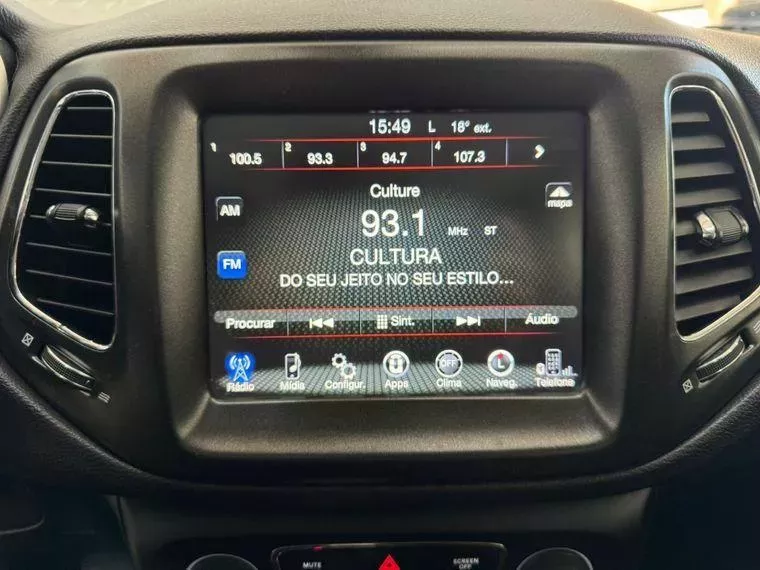 15:49 L 18° ext.
1 100.5 2 93.3 3 94.7 4 107.3
Culture
mapa
AM
93.1 MHz ST
CULTURA
FM
DO SEU JEITO NO SEU ESTILO...
Procurar Sint. Áudio
OFF L
Rádio Mídia Configur. Apps Clima Naveg. Telefone
MUTE SCREEN OFF